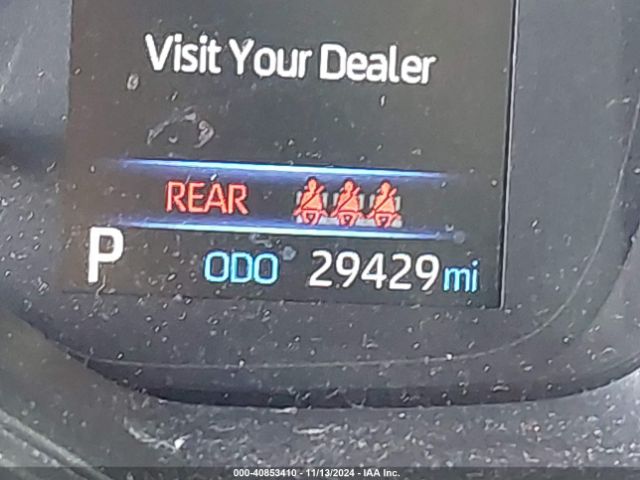 Visit Your Dealer
REAR
P ODO 29429 mi
000-40853410 - 11/13/2024 - IAA Inc.